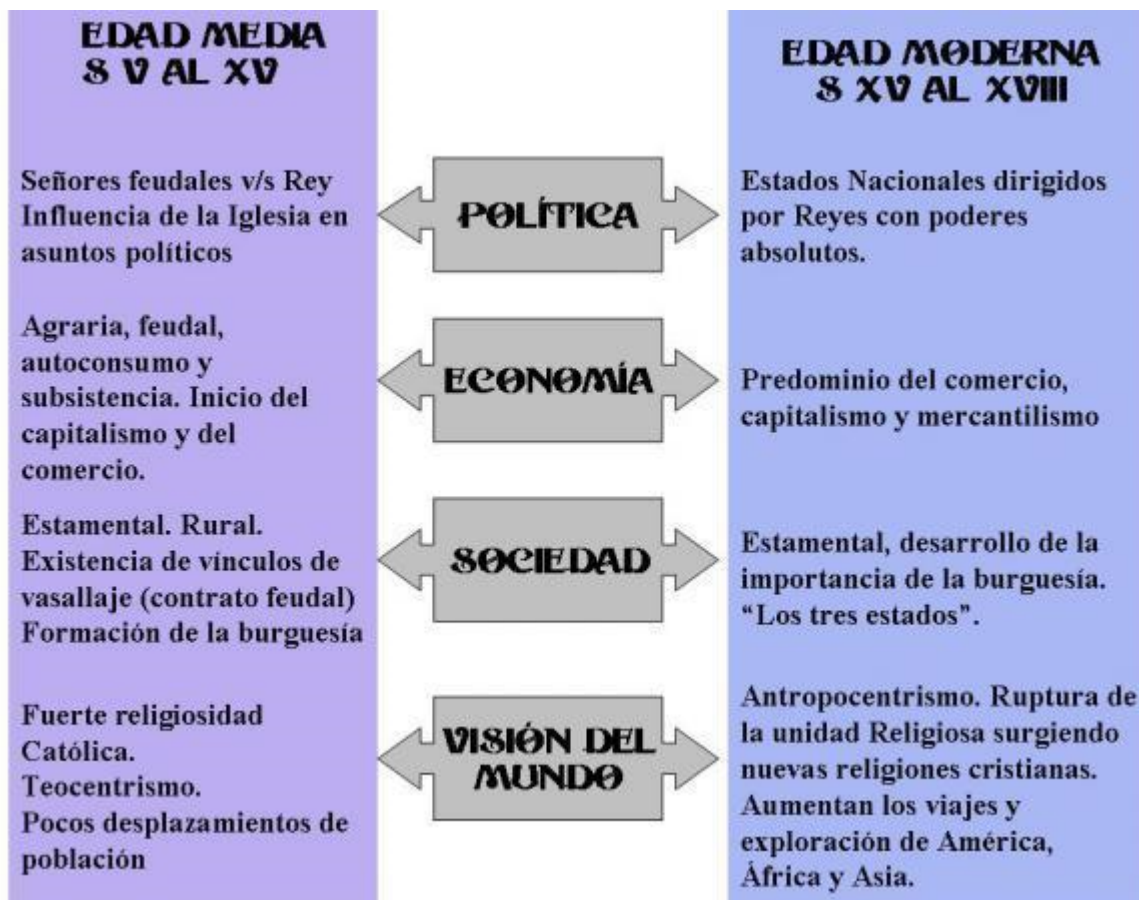 EDAD MEDIA
S V AL XV
EDAD MODERNA
S XV AL XVIII
Señores feudales v/s Rey
Influencia de la Iglesia en
asuntos políticos
POLÍTICA
Estados Nacionales dirigidos
por Reyes con poderes
absolutos.
Agraria, feudal,
autoconsumo y
subsistencia. Inicio del
capitalismo y del
comercio.
ECONOMÍA
Predominio del comercio,
capitalismo y mercantilismo
Estamental. Rural.
Existencia de vínculos de
vasallaje (contrato feudal)
Formación de la burguesía
SOCIEDAD
Estamental, desarrollo de la
importancia de la burguesía.
“Los tres estados”.
Fuerte religiosidad
Católica.
Teocentrismo.
Pocos desplazamientos de
población
VISIÓN DEL
MUNDO
Antropocentrismo. Ruptura de
la unidad Religiosa surgiendo
nuevas religiones cristianas.
Aumentan los viajes y
exploración de América,
África y Asia.